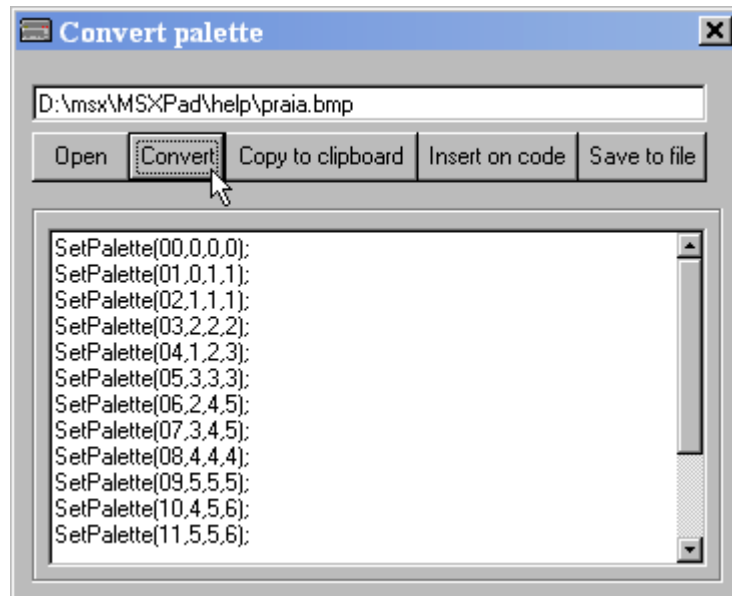 Convert palette
D:\msx\MSXPad\help\praia.bmp
Open Convert Copy to clipboard Insert on code Save to file
SetPalette(00,0,0,0);
SetPalette(01,0,1,1);
SetPalette(02,1,1,1);
SetPalette(03,2,2,2);
SetPalette(04,1,2,3);
SetPalette(05,3,3,3);
SetPalette(06,2,4,5);
SetPalette(07,3,4,5);
SetPalette(08,4,4,4);
SetPalette(09,5,5,5);
SetPalette(10,4,5,6);
SetPalette(11,5,5,6);